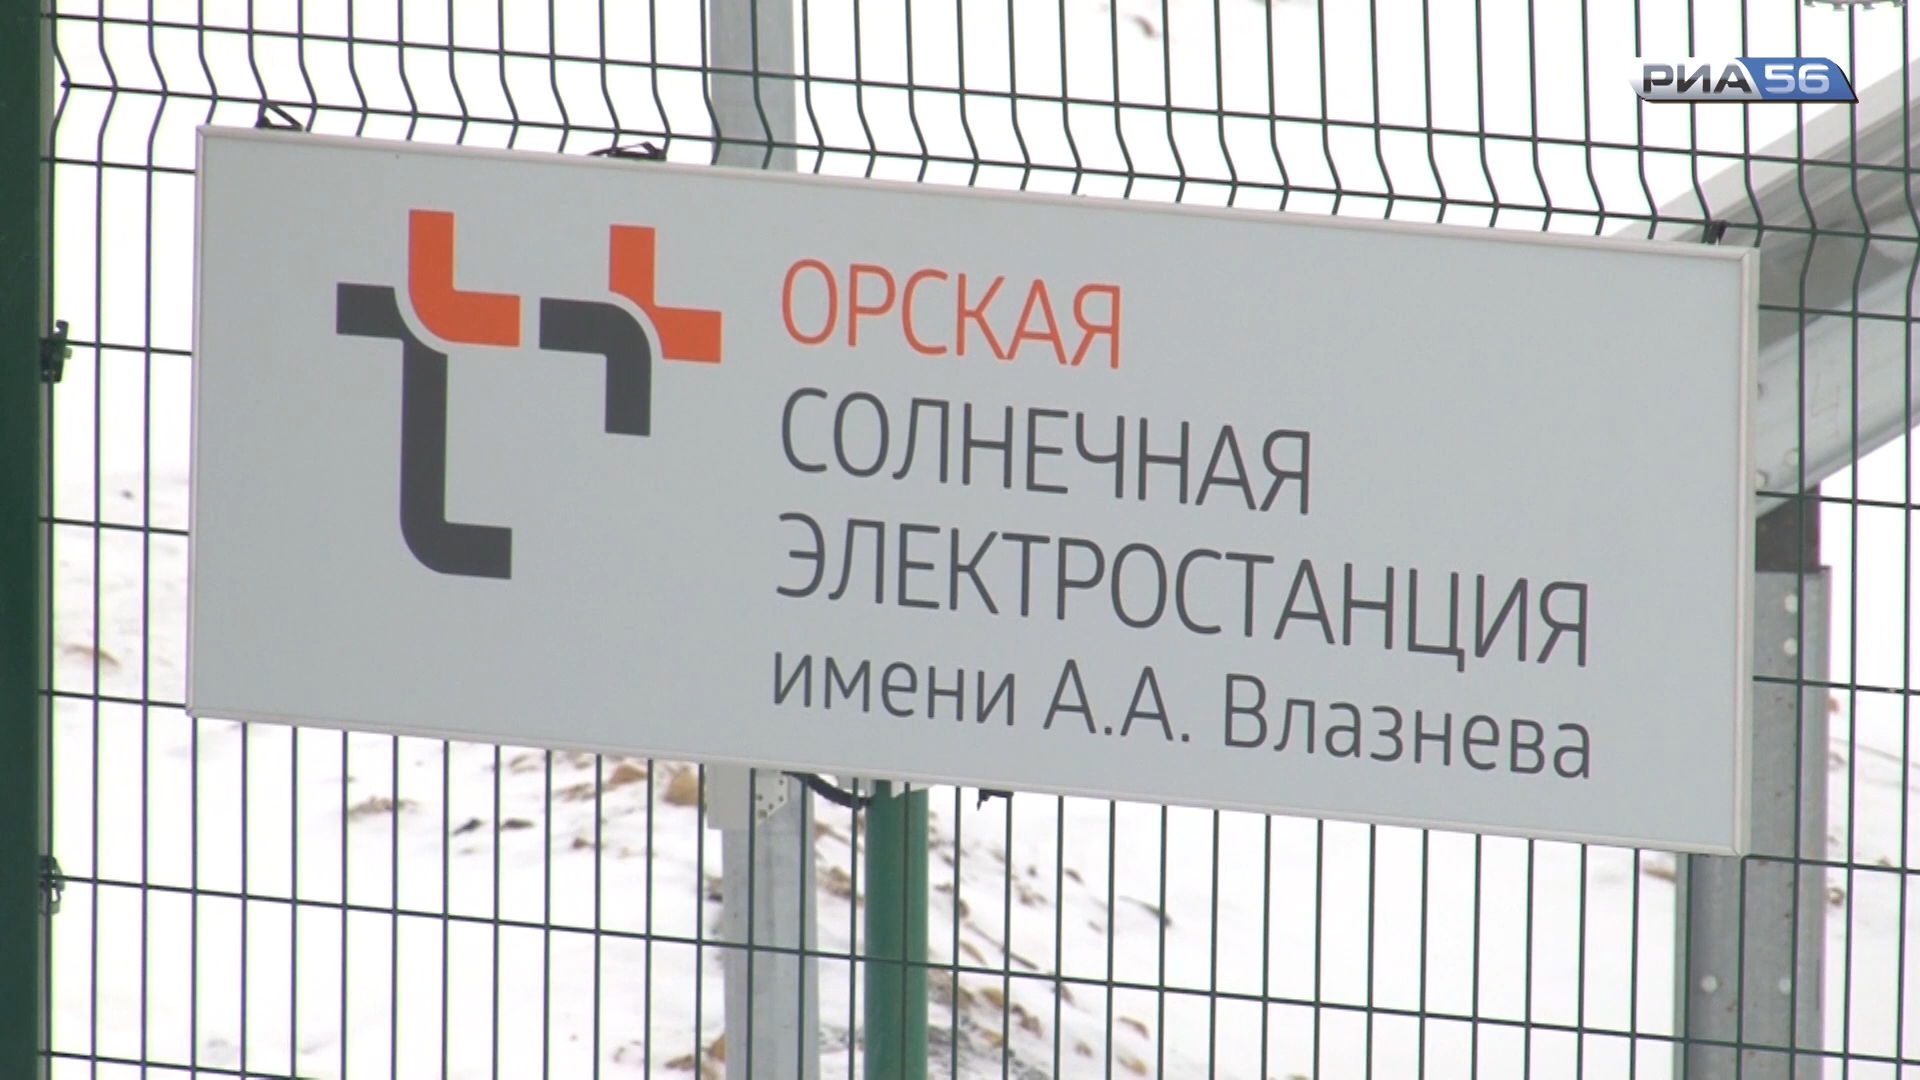 РИА56
ОРСКАЯ
СОЛНЕЧНАЯ
ЭЛЕКТРОСТАНЦИЯ
имени А.А. Влазнева